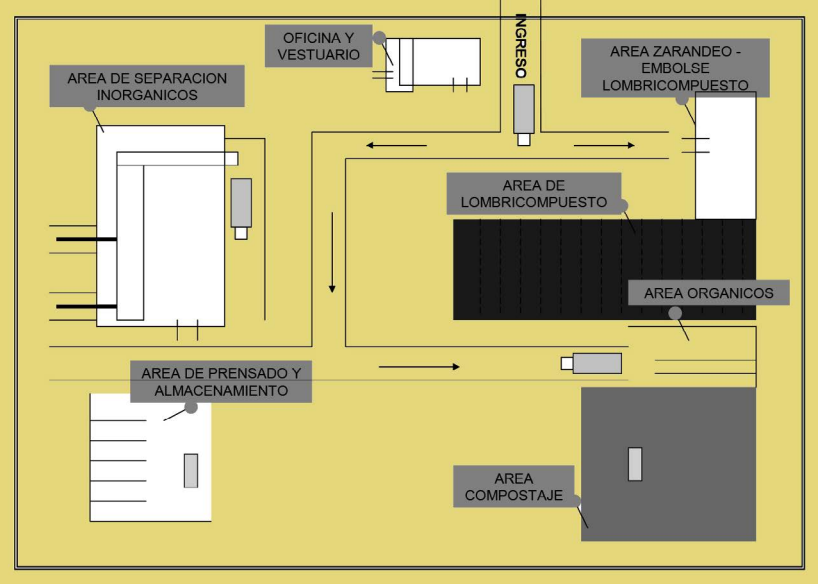 OFICINA Y
VESTUARIO
INGRESO
AREA ZARANDEO -
EMBOLSE
LOMBRICOMPUESTO
AREA DE SEPARACION
INORGANICOS
AREA DE
LOMBRICOMPUESTO
AREA ORGANICOS
AREA DE PRENSADO Y
ALMACENAMIENTO
AREA
COMPOSTAJE